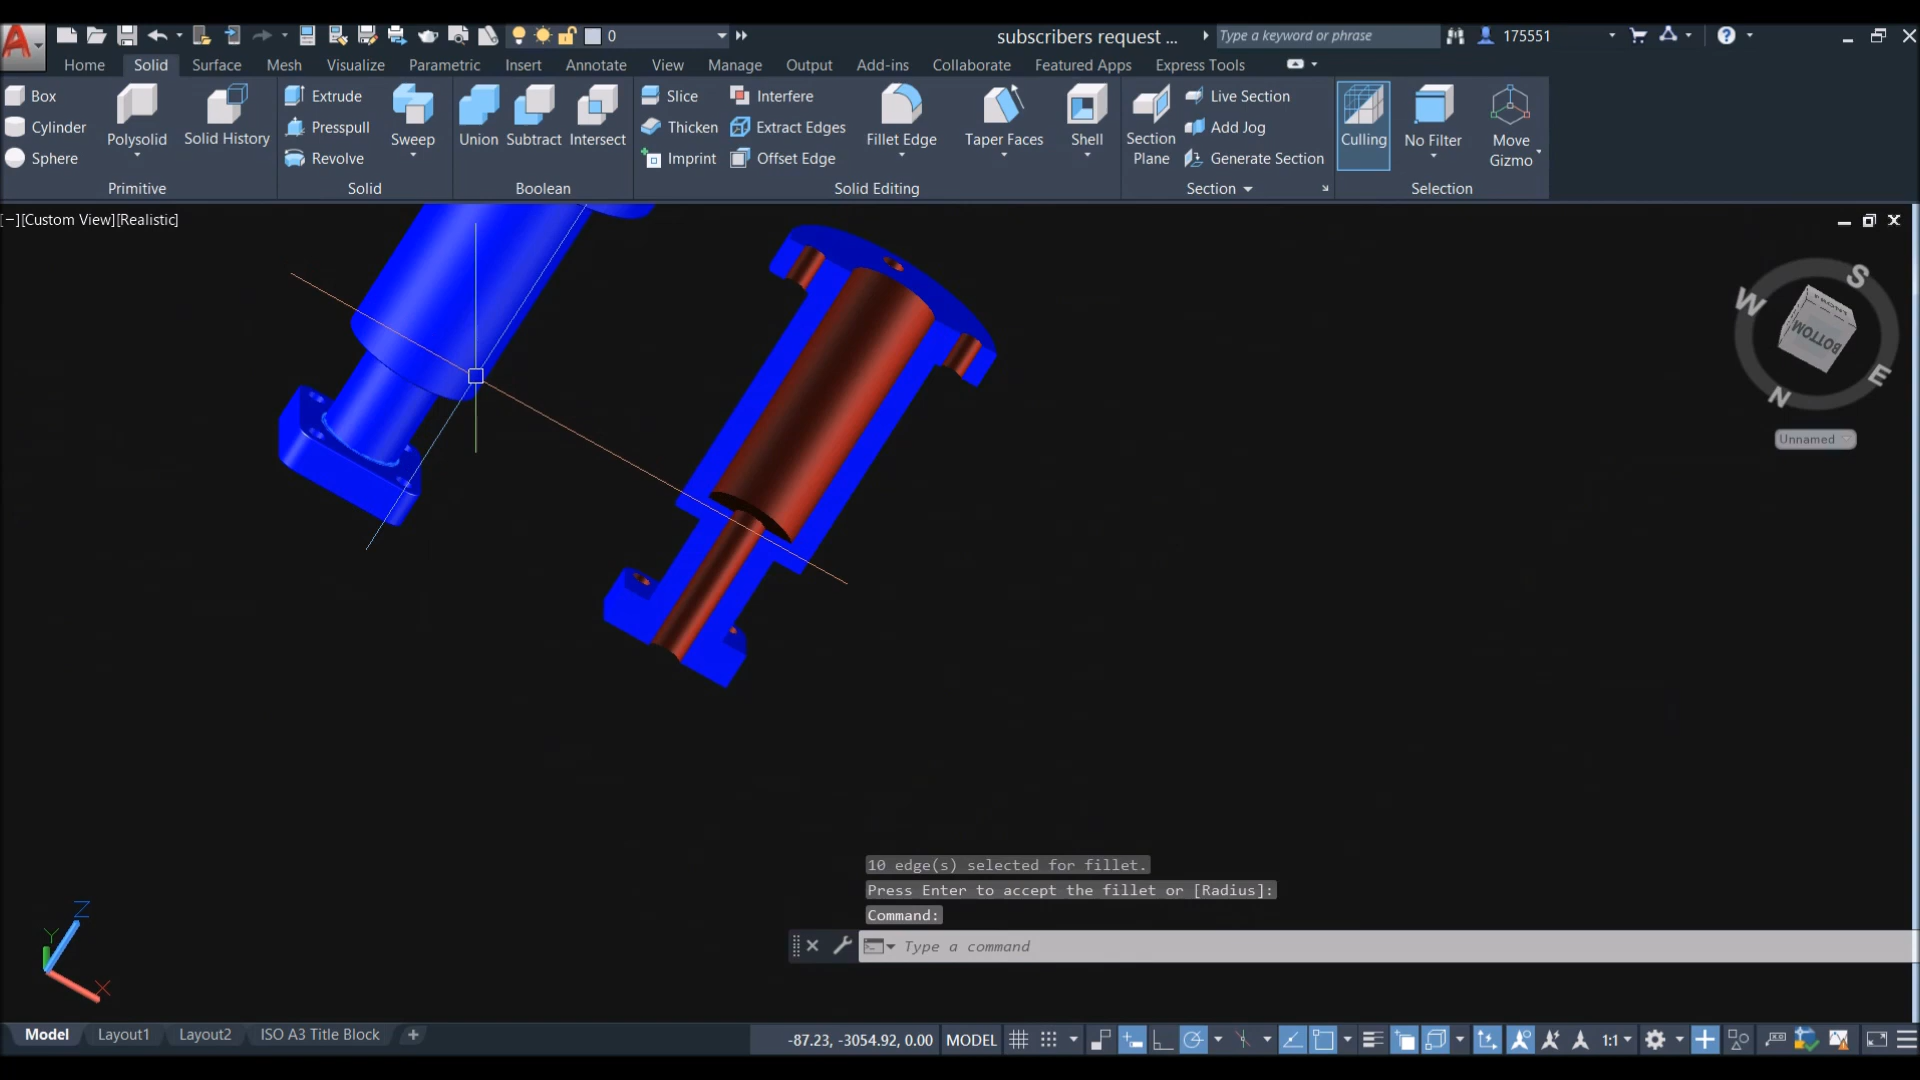 0
subscribers request ...
Type a keyword or phrase
175551
Home Solid Surface Mesh Visualize Parametric Insert Annotate View Manage Output Add-ins Collaborate Featured Apps Express Tools
Box
Cylinder
Sphere
Polysolid
Solid History
Primitive
Extrude
Presspull
Revolve
Sweep
Solid
Union
Subtract
Intersect
Boolean
Slice
Thicken
Imprint
Interfere
Extract Edges
Offset Edge
Fillet Edge
Taper Faces
Shell
Solid Editing
Section
Plane
Live Section
Add Jog
Generate Section
Section
Culling
No Filter
Move
Gizmo
Selection
[−][Custom View][Realistic]
S
W
BOTTOM
E
N
Unnamed
10 edge(s) selected for fillet.
Press Enter to accept the fillet or [Radius]:
Command:
Type a command
Z
Y
X
Model Layout1 Layout2 ISO A3 Title Block +
-87.23, -3054.92, 0.00 MODEL 1:1